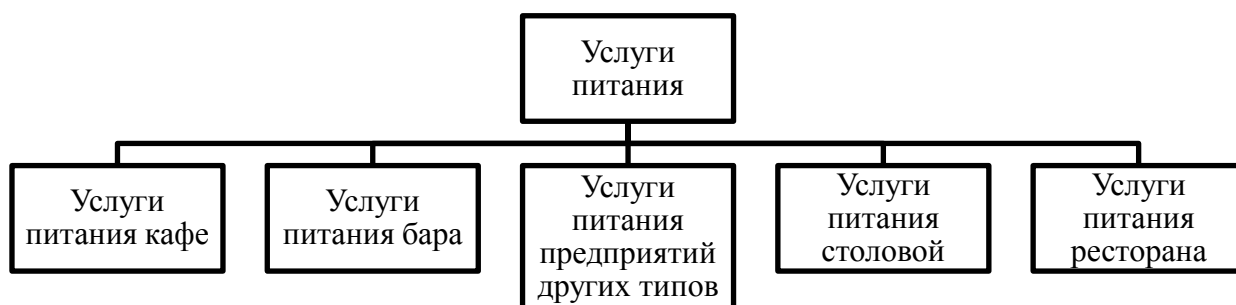 Услуги
питания
Услуги
питания кафе
Услуги
питания бара
Услуги
питания
предприятий
других типов
Услуги
питания
столовой
Услуги
питания
ресторана